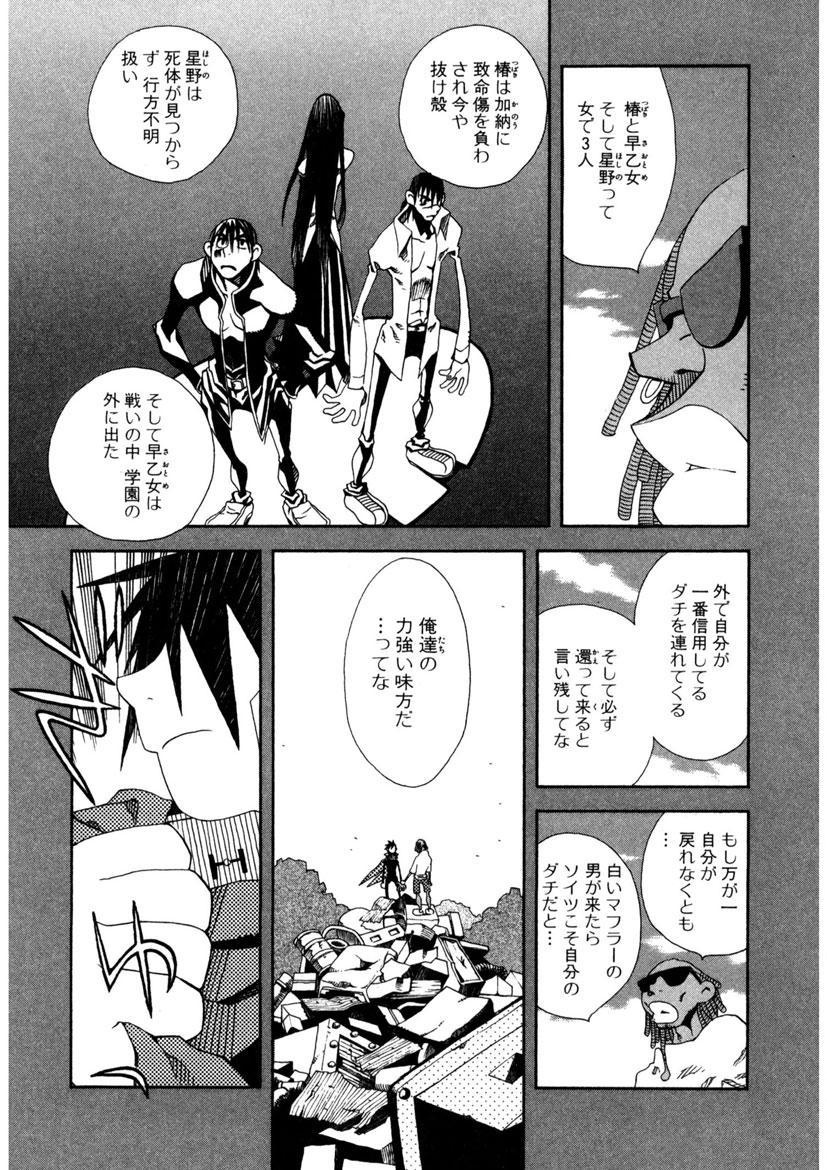 椿と早乙女
そして星野って
女で3人
椿は加納に
致命傷を負わ
され今や
抜け殻
星野は
死体が見つから
ず 行方不明
扱い
そして早乙女は
戦いの中 学園の
外に出た
外で自分が
一番信用してる
ダチを連れてくる
そして必ず
還って来ると
言い残してな
もし万が一
自分が
戻れなくとも
…
白いマフラーの
男が来たら
ソイツこそ自分の
ダチだと…
俺達の
力強い味方だ
…ってな